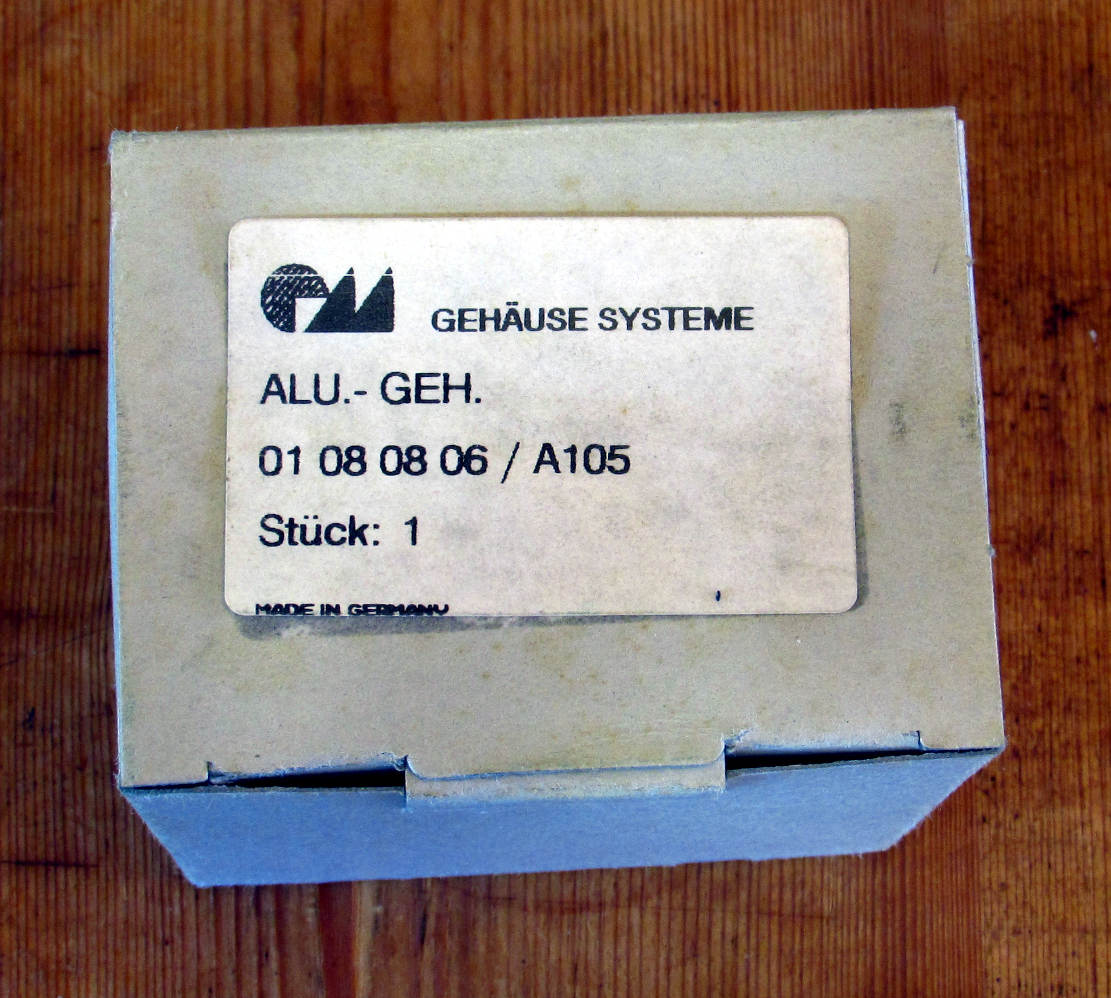 GEHÄUSE SYSTEME
ALU.- GEH.
01 08 08 06 / A105
Stück: 1
MADE IN GERMANY